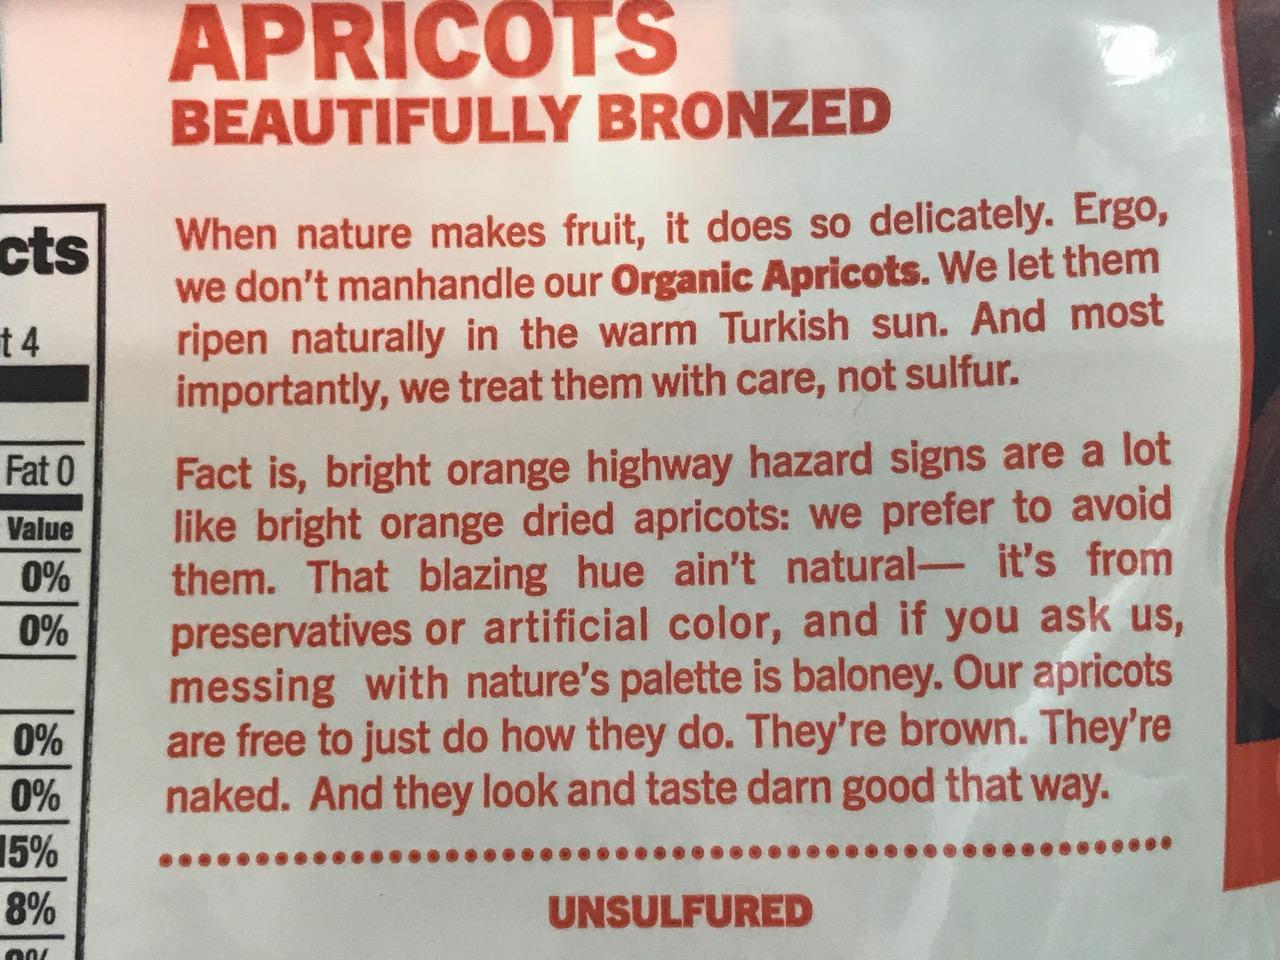 APRICOTS
BEAUTIFULLY BRONZED
When nature makes fruit, it does so delicately. Ergo,
we don't manhandle our Organic Apricots. We let them
ripen naturally in the warm Turkish sun. And most
importantly, we treat them with care, not sulfur.
Fact is, bright orange highway hazard signs are a lot
like bright orange dried apricots: we prefer to avoid
them. That blazing hue ain't natural— it's from
preservatives or artificial color, and if you ask us,
messing with nature's palette is baloney. Our apricots
are free to just do how they do. They're brown. They're
naked. And they look and taste darn good that way.
UNSULFURED
cts
t 4
Fat 0
Value
0%
0%
0%
0%
15%
8%